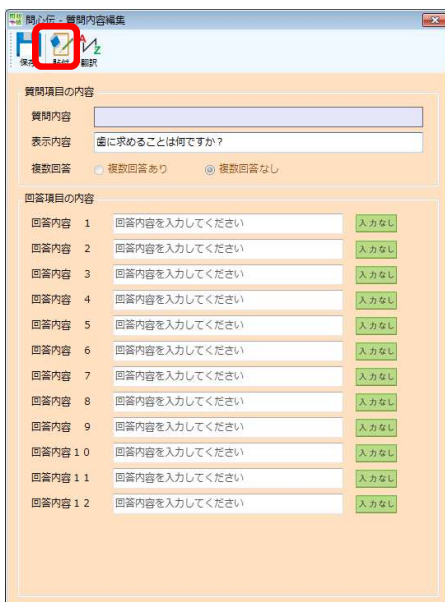 問心伝 - 質問内容編集
保存 貼付 翻訳
質問項目の内容
質問内容
表示内容 歯に求めることは何ですか？
複数回答 複数回答あり 複数回答なし
回答項目の内容
回答内容 1 回答内容を入力してください 入力なし
回答内容 2 回答内容を入力してください 入力なし
回答内容 3 回答内容を入力してください 入力なし
回答内容 4 回答内容を入力してください 入力なし
回答内容 5 回答内容を入力してください 入力なし
回答内容 6 回答内容を入力してください 入力なし
回答内容 7 回答内容を入力してください 入力なし
回答内容 8 回答内容を入力してください 入力なし
回答内容 9 回答内容を入力してください 入力なし
回答内容１０ 回答内容を入力してください 入力なし
回答内容１１ 回答内容を入力してください 入力なし
回答内容１２ 回答内容を入力してください 入力なし